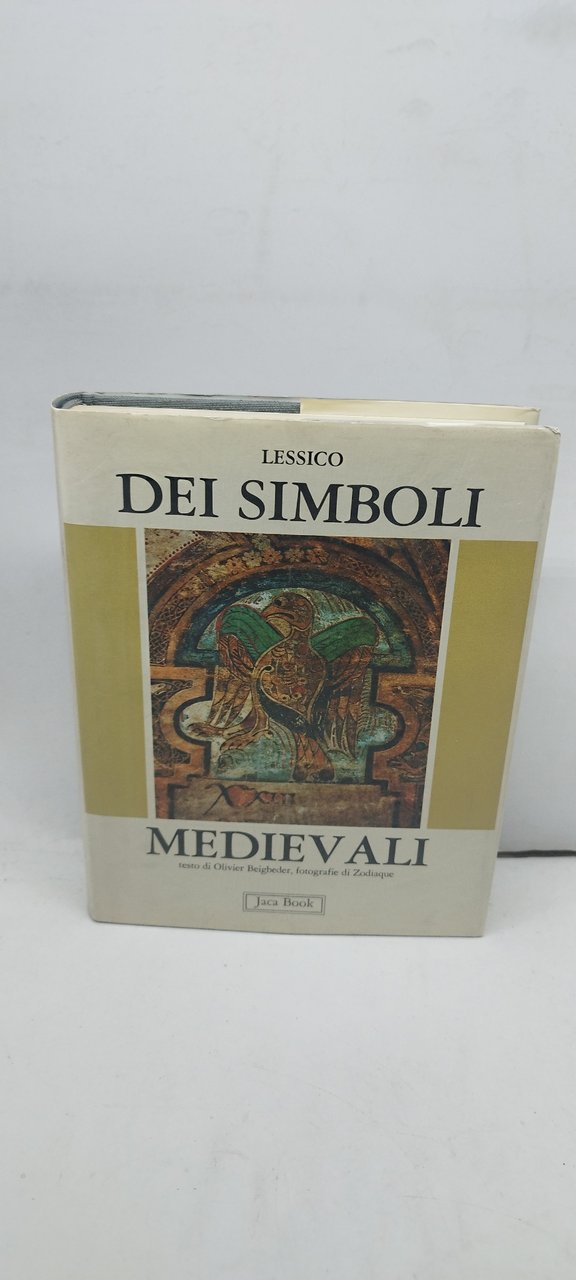 LESSICO
DEI SIMBOLI
MEDIEVALI
testo di Olivier Beigbeder, fotografie di Zodiaque
Jaca Book